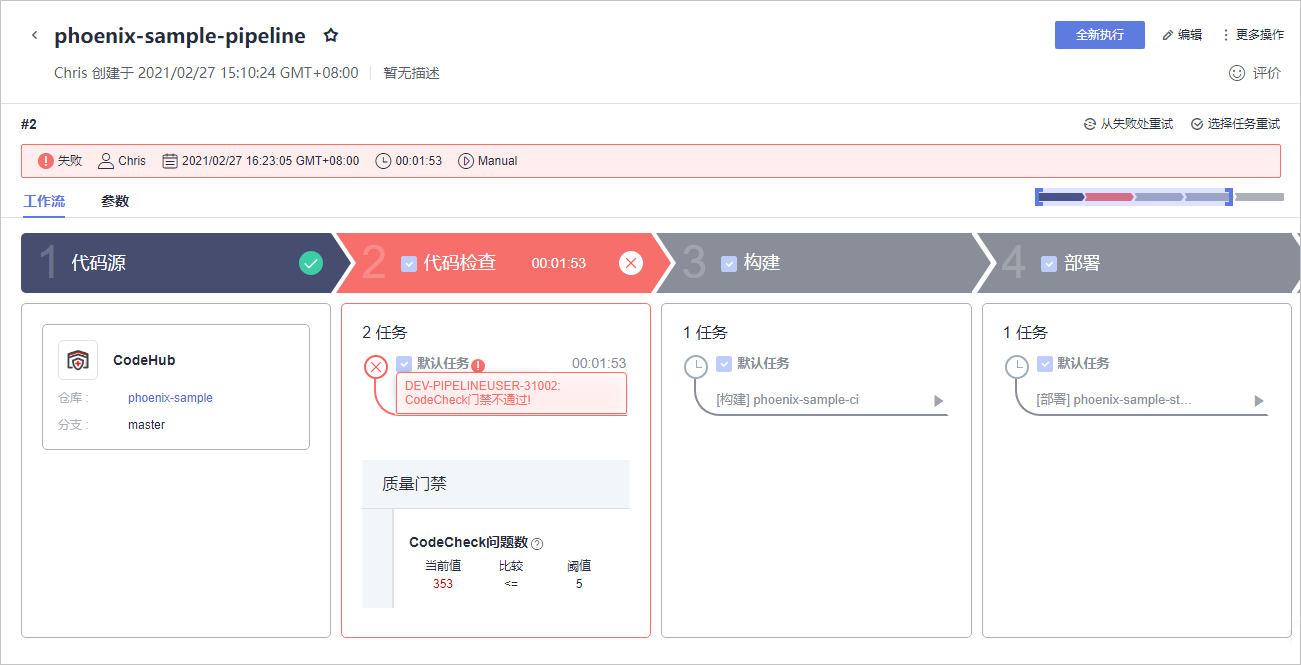 phoenix-sample-pipeline
全新执行 编辑 更多操作
Chris 创建于 2021/02/27 15:10:24 GMT+08:00 暂无描述
评价
#2
从失败处重试 选择任务重试
失败 Chris 2021/02/27 16:23:05 GMT+08:00 00:01:53 Manual
工作流 参数
1 代码源
2 代码检查 00:01:53
3 构建
4 部署
CodeHub
仓库 : phoenix-sample
分支 : master
2 任务
默认任务 00:01:53
DEV-PIPELINEUSER-31002:
CodeCheck门禁不通过!
质量门禁
CodeCheck问题数
当前值 比较 阈值
353 <= 5
1 任务
默认任务
[构建] phoenix-sample-ci
1 任务
默认任务
[部署] phoenix-sample-st...